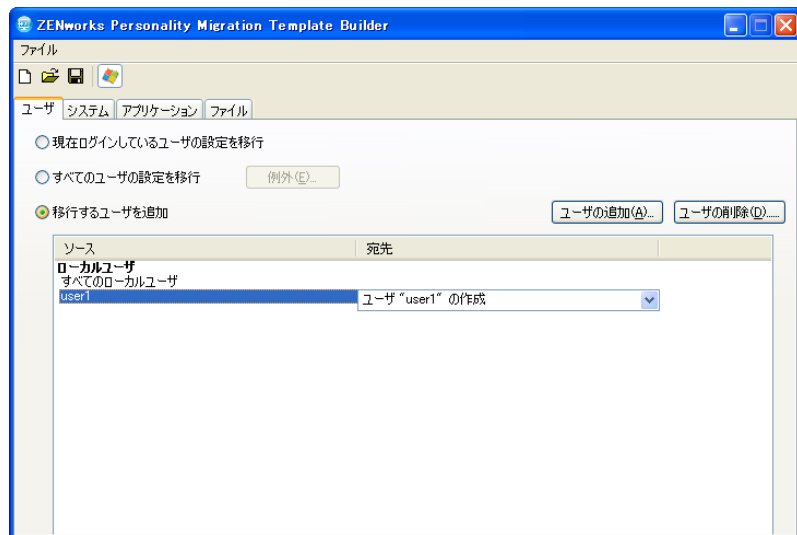 ZENworks Personality Migration Template Builder
ファイル
ユーザ システム アプリケーション ファイル
現在ログインしているユーザの設定を移行
すべてのユーザの設定を移行 例外(E)...
移行するユーザを追加 ユーザの追加(A)... ユーザの削除(D).....
ソース 宛先
ローカルユーザ
すべてのローカルユーザ
user1 ユーザ "user1" の作成